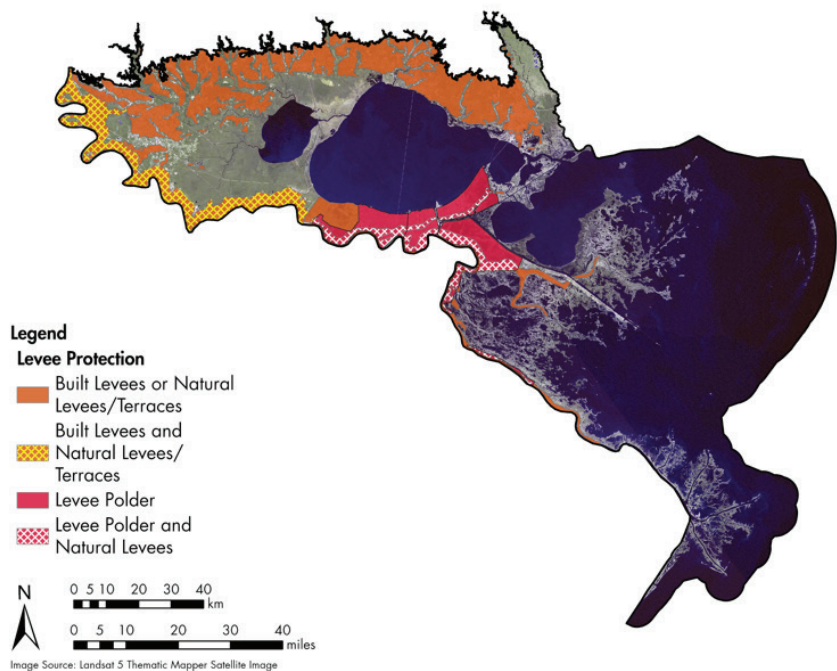 Legend
Levee Protection
Built Levees or Natural
Levees/Terraces
Built Levees and
Natural Levees/
Terraces
Levee Polder
Levee Polder and
Natural Levees
N
0 5 10 20 30 40
km
0 5 10 20 30 40
miles
Image Source: Landsat 5 Thematic Mapper Satellite Image